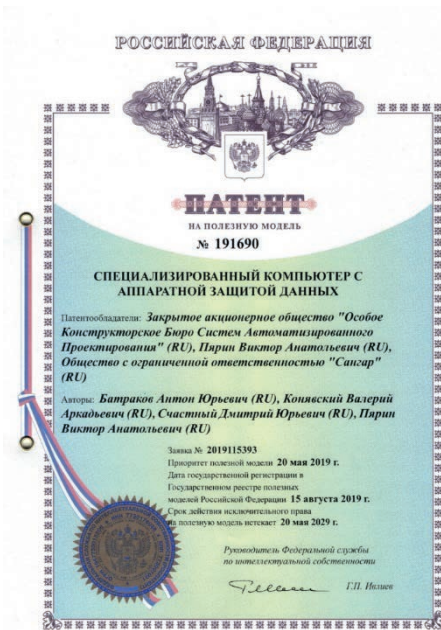 РОССИЙСКАЯ ФЕДЕРАЦИЯ
ПАТЕНТ
НА ПОЛЕЗНУЮ МОДЕЛЬ
№ 191690
СПЕЦИАЛИЗИРОВАННЫЙ КОМПЬЮТЕР С
АППАРАТНОЙ ЗАЩИТОЙ ДАННЫХ
Патентообладатели: Закрытое акционерное общество "Особое
Конструкторское Бюро Систем Автоматизированного
Проектирования" (RU), Пярин Виктор Анатольевич (RU),
Общество с ограниченной ответственностью "Сангар"
(RU)
Авторы: Батраков Антон Юрьевич (RU), Конявский Валерий
Аркадьевич (RU), Счастный Дмитрий Юрьевич (RU), Пярин
Виктор Анатольевич (RU)
Заявка № 2019115393
Приоритет полезной модели 20 мая 2019 г.
Дата государственной регистрации в
Государственном реестре полезных
моделей Российской Федерации 15 августа 2019 г.
Срок действия исключительного права
на полезную модель истекает 20 мая 2029 г.
Руководитель Федеральной службы
по интеллектуальной собственности
Г.П. Ивлиев